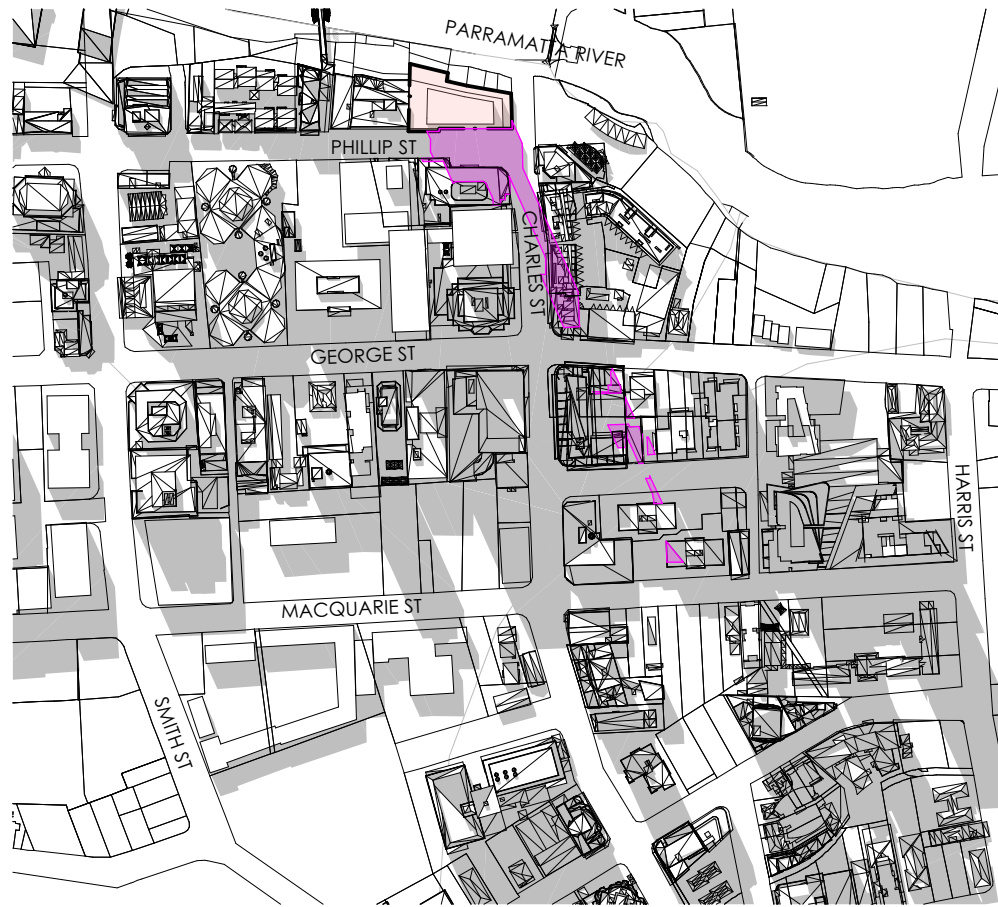 PARRAMATTA RIVER
PHILLIP ST
CHARLES ST
GEORGE ST
HARRIS ST
MACQUARIE ST
SMITH ST